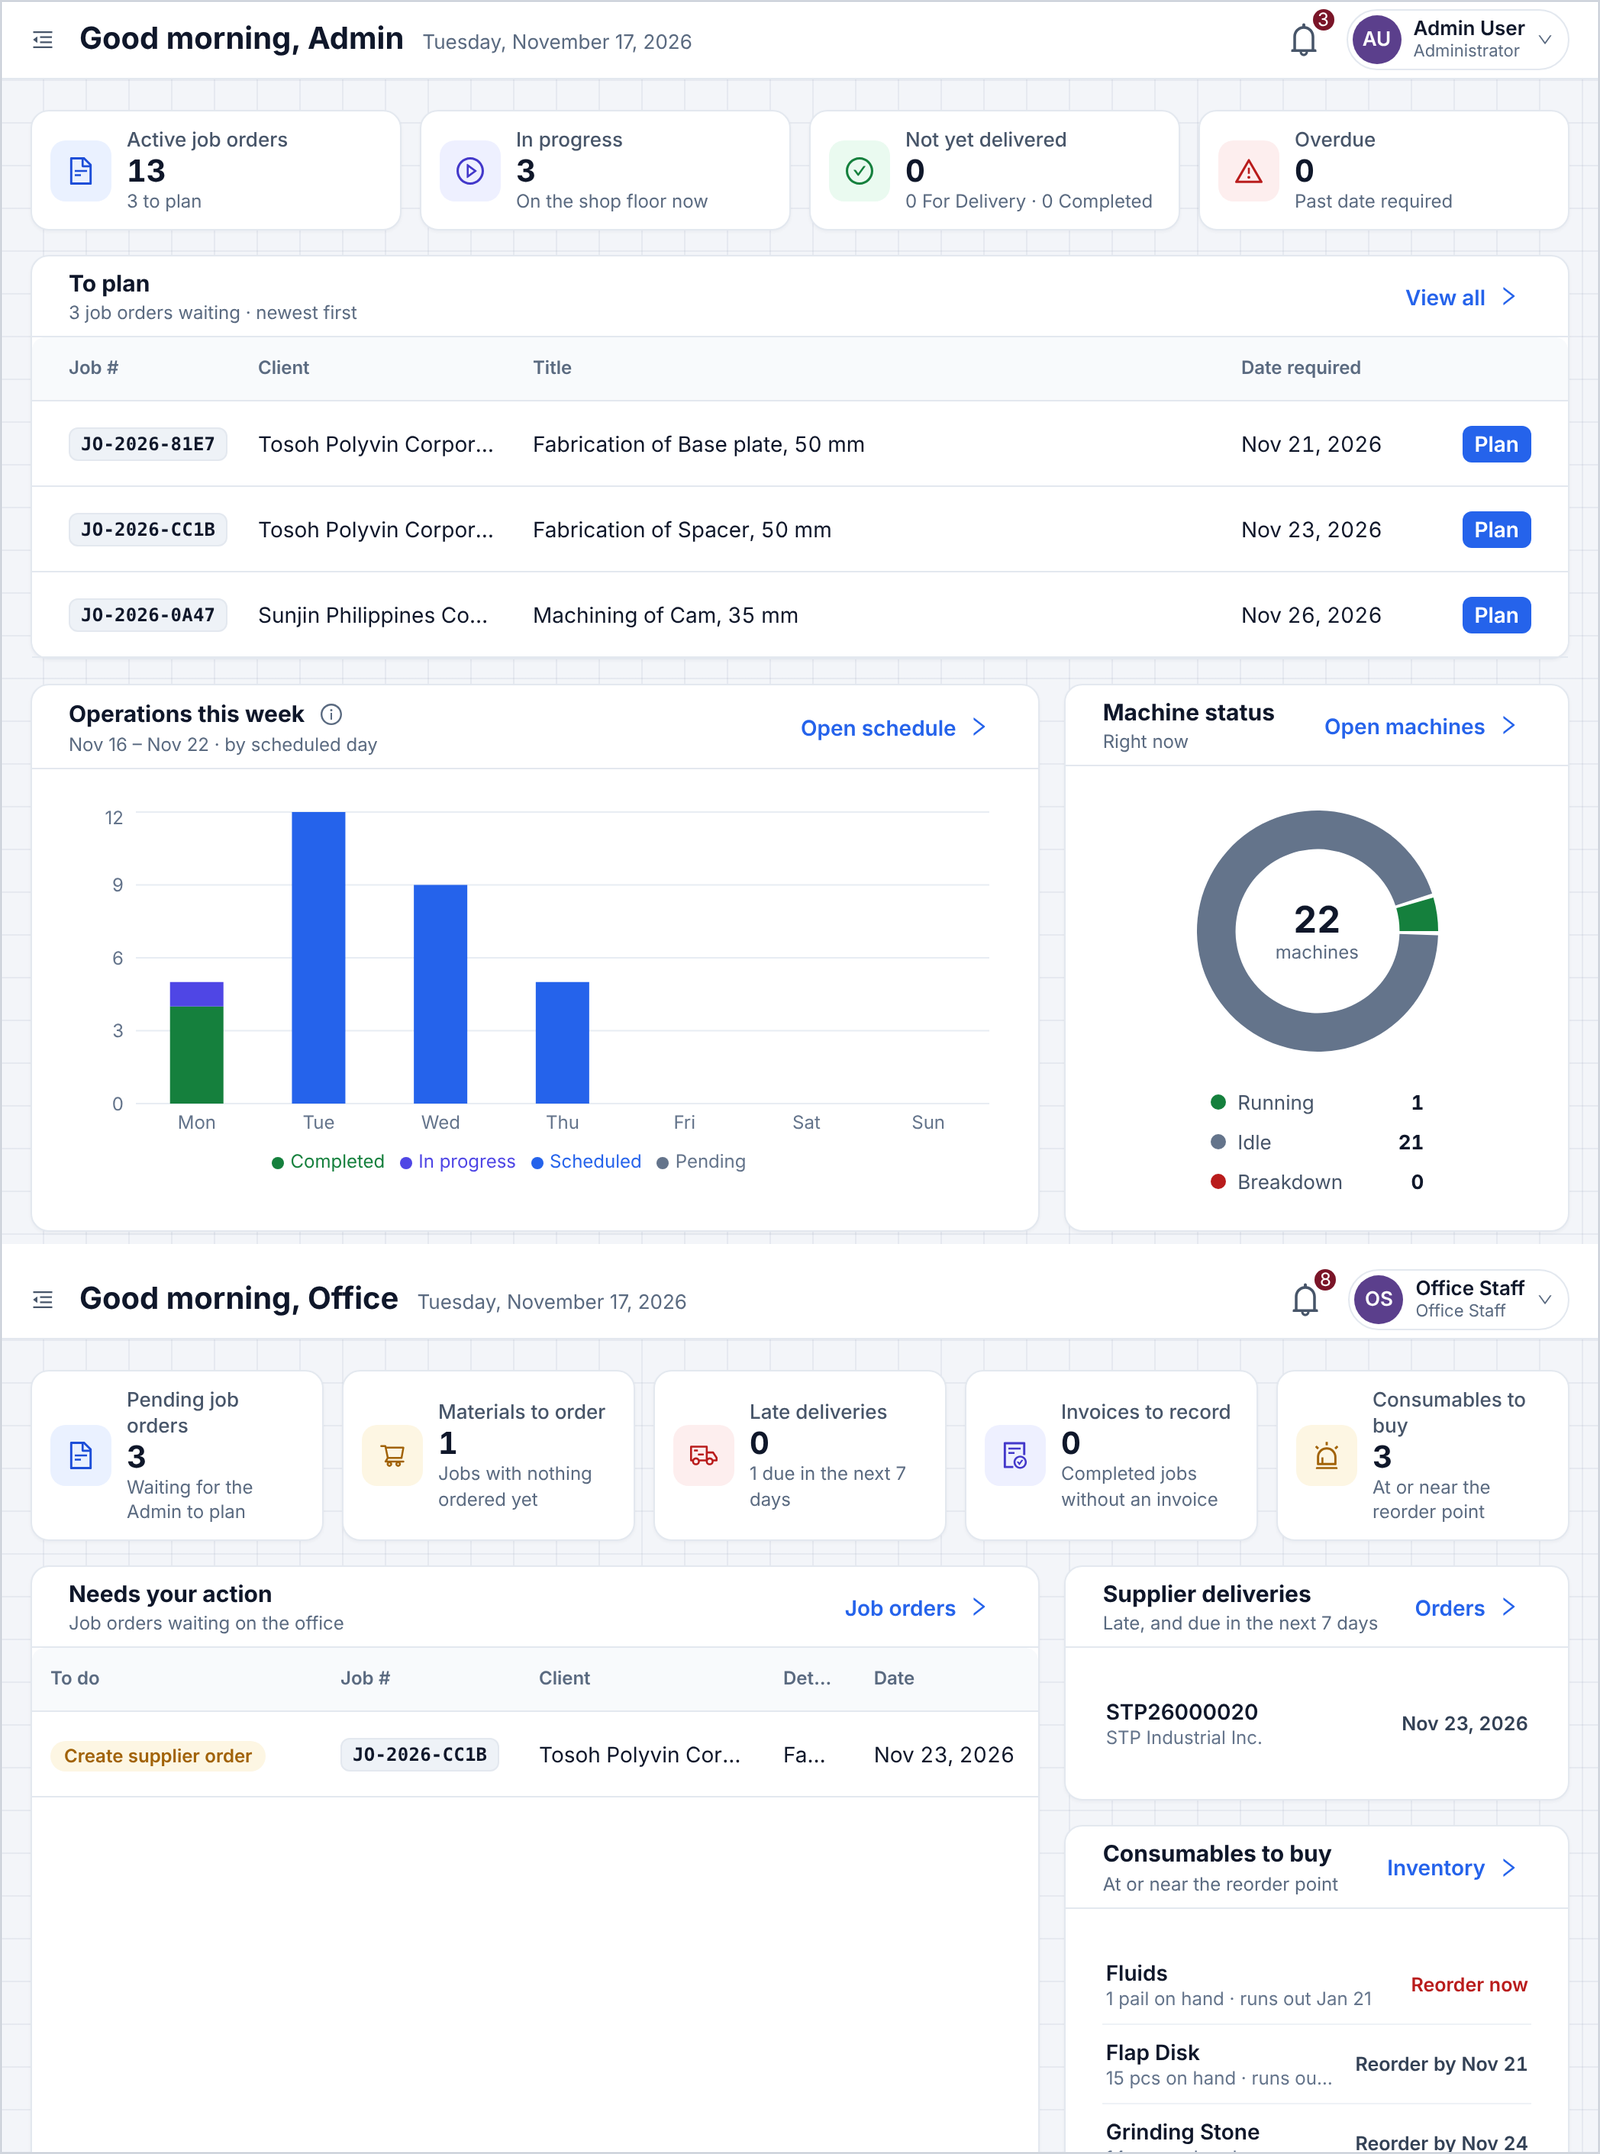 Good morning, Admin Tuesday, November 17, 2026
3
AU Admin User
Administrator
Active job orders
13
3 to plan
In progress
3
On the shop floor now
Not yet delivered
0
0 For Delivery · 0 Completed
Overdue
0
Past date required
To plan
3 job orders waiting · newest first
View all
Job # Client Title Date required
JO-2026-81E7 Tosoh Polyvin Corpor... Fabrication of Base plate, 50 mm Nov 21, 2026 Plan
JO-2026-CC1B Tosoh Polyvin Corpor... Fabrication of Spacer, 50 mm Nov 23, 2026 Plan
JO-2026-0A47 Sunjin Philippines Co... Machining of Cam, 35 mm Nov 26, 2026 Plan
Operations this week
Nov 16 – Nov 22 · by scheduled day
Open schedule
12
9
6
3
0
Mon Tue Wed Thu Fri Sat Sun
Completed In progress Scheduled Pending
Machine status
Right now
Open machines
22
machines
Running 1
Idle 21
Breakdown 0
Good morning, Office Tuesday, November 17, 2026
8
OS Office Staff
Office Staff
Pending job
orders
3
Waiting for the
Admin to plan
Materials to order
1
Jobs with nothing
ordered yet
Late deliveries
0
1 due in the next 7
days
Invoices to record
0
Completed jobs
without an invoice
Consumables to
buy
3
At or near the
reorder point
Needs your action
Job orders waiting on the office
Job orders
To do Job # Client Det... Date
Create supplier order JO-2026-CC1B Tosoh Polyvin Cor... Fa... Nov 23, 2026
Supplier deliveries
Late, and due in the next 7 days
Orders
STP26000020
STP Industrial Inc.
Nov 23, 2026
Consumables to buy
At or near the reorder point
Inventory
Fluids
1 pail on hand · runs out Jan 21
Reorder now
Flap Disk
15 pcs on hand · runs ou...
Reorder by Nov 21
Grinding Stone
Reorder by Nov 24